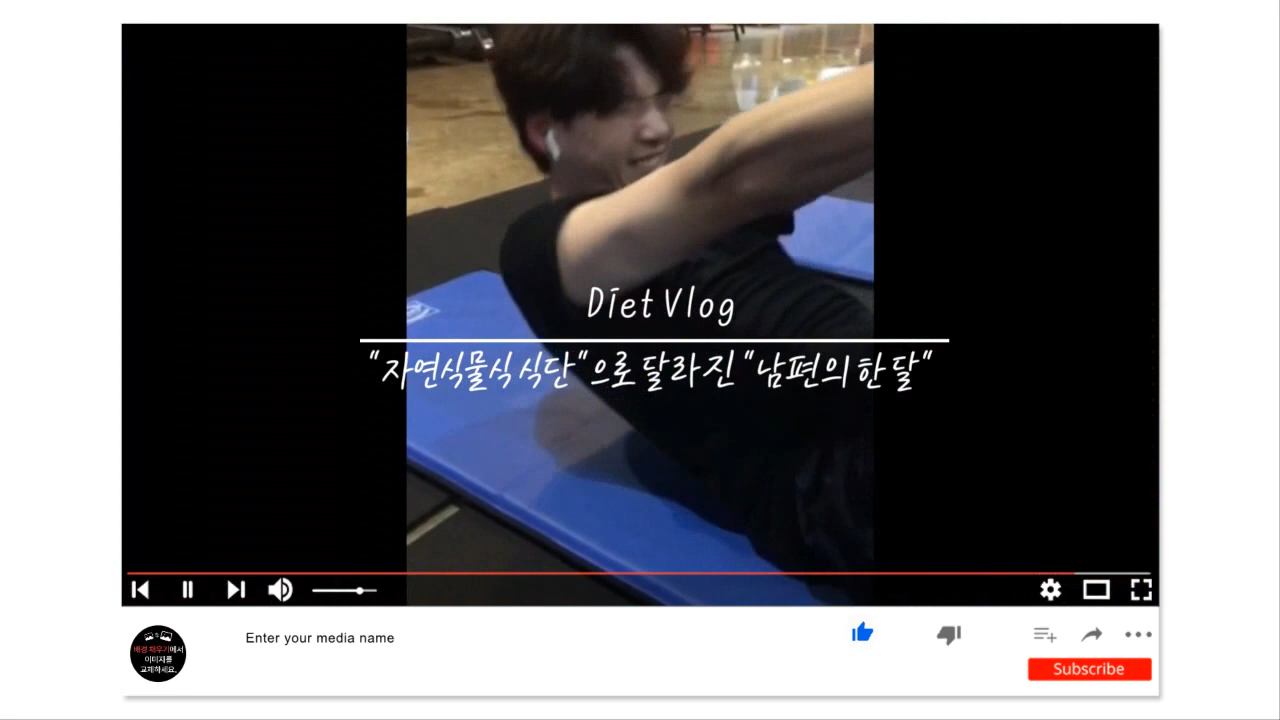 Diet Vlog
"자연식물식 식단"으로 달라진 "남편의 한 달"
Enter your media name
배경 채우기에서
이미지를
교체하세요.
Subscribe